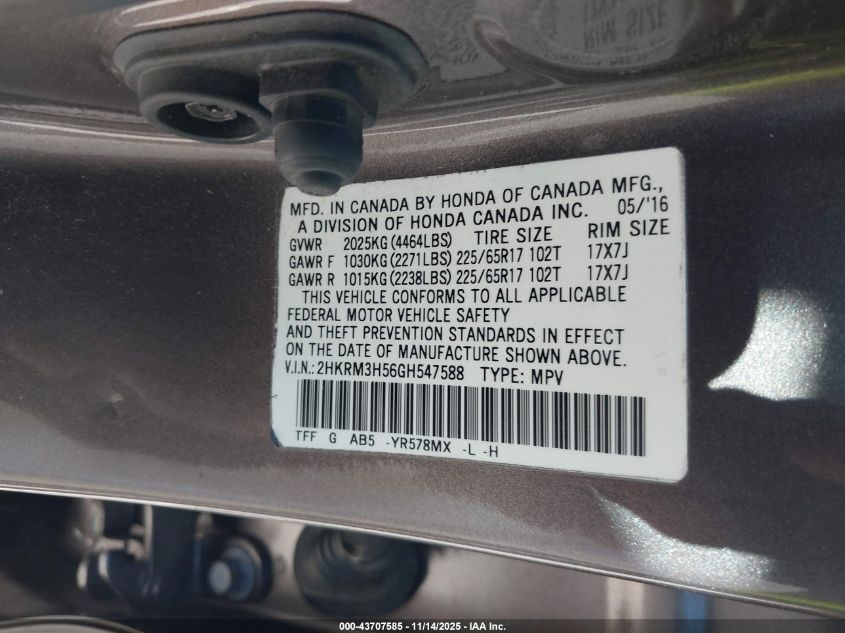 RIM SIZE
MFD. IN CANADA BY HONDA OF CANADA MFG.,
A DIVISION OF HONDA CANADA INC. 05/'16
GVWR 2025KG(4464LBS) TIRE SIZE RIM SIZE
GAWR F 1030KG(2271LBS) 225/65R17 102T 17X7J
GAWR R 1015KG(2238LBS) 225/65R17 102T 17X7J
THIS VEHICLE CONFORMS TO ALL APPLICABLE
FEDERAL MOTOR VEHICLE SAFETY
AND THEFT PREVENTION STANDARDS IN EFFECT
ON THE DATE OF MANUFACTURE SHOWN ABOVE.
V.I.N.: 2HKRM3H56GH547588 TYPE: MPV
TFF G AB5 -YR578MX -L -H
000-43707585 - 11/14/2025 - IAA Inc.